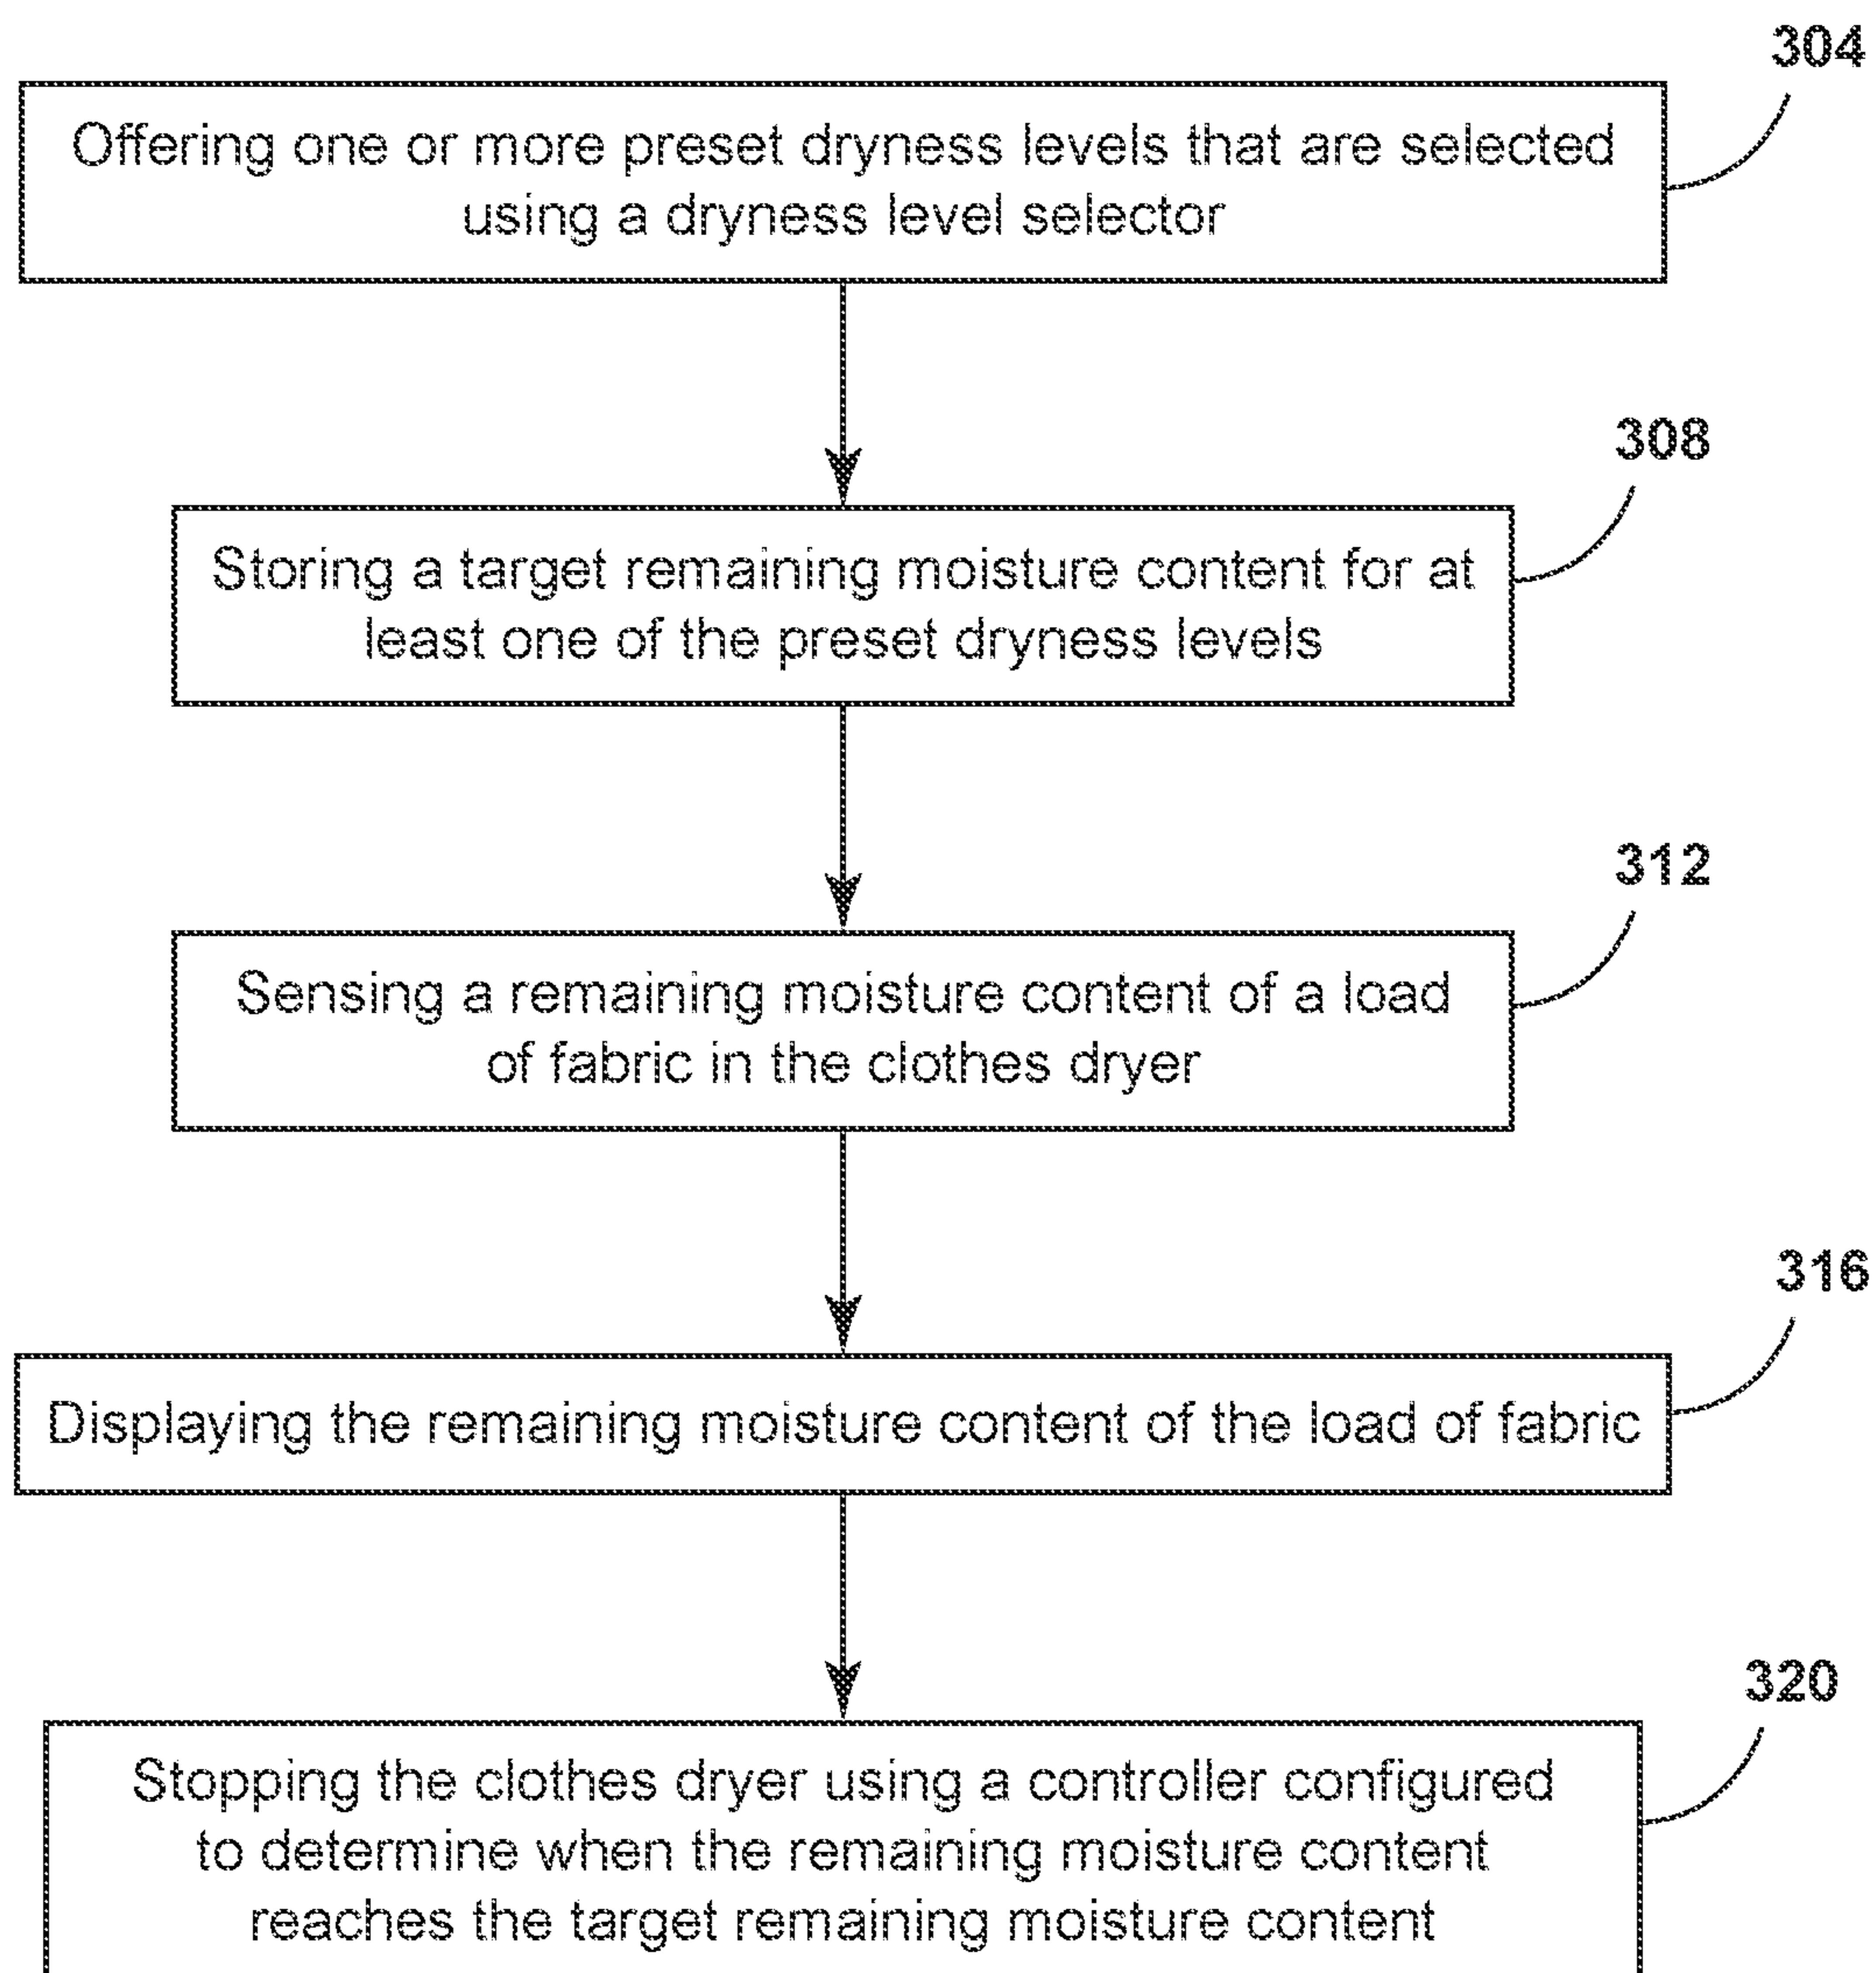 304
Offering one or more preset dryness levels that are selected
using a dryness level selector
308
Storing a target remaining moisture content for at
least one of the preset dryness levels
312
Sensing a remaining moisture content of a load
of fabric in the clothes dryer
316
Displaying the remaining moisture content of the load of fabric
320
Stopping the clothes dryer using a controller configured
to determine when the remaining moisture content
reaches the target remaining moisture content